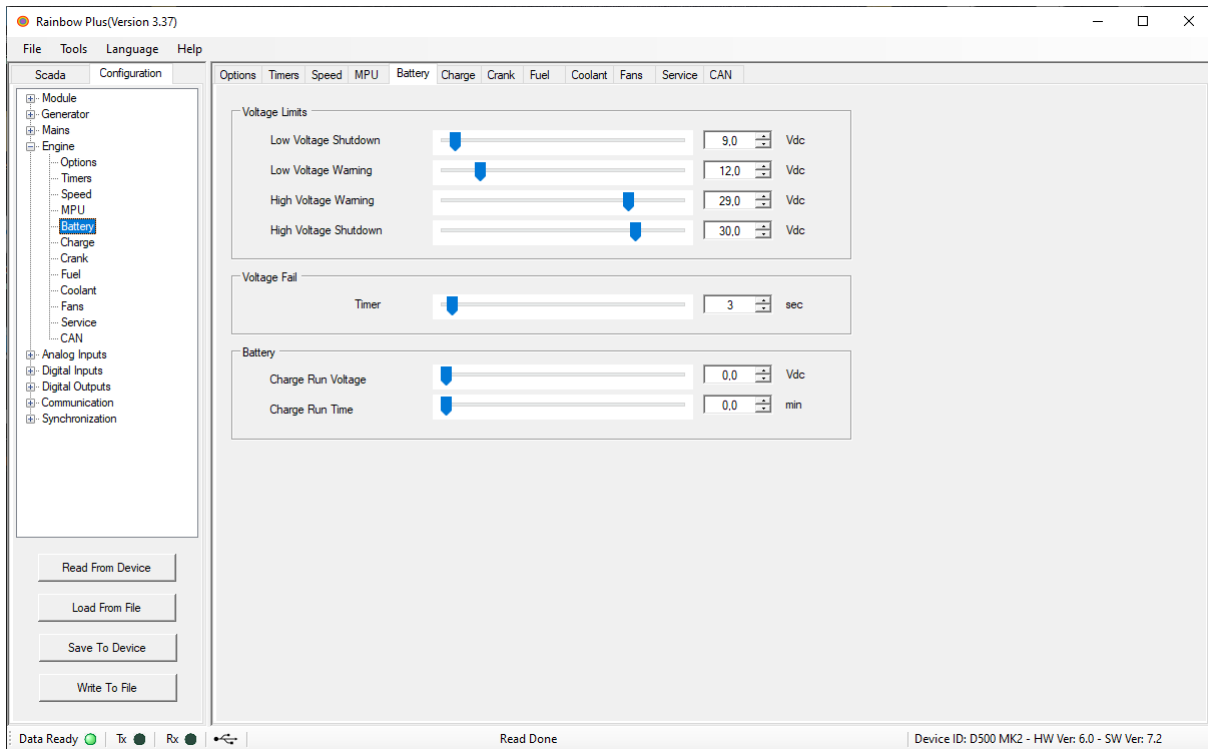 Rainbow Plus(Version 3.37)
File Tools Language Help
Scada Configuration
Module
Generator
Mains
Engine
Options
Timers
Speed
MPU
Battery
Charge
Crank
Fuel
Coolant
Fans
Service
CAN
Analog Inputs
Digital Inputs
Digital Outputs
Communication
Synchronization
Read From Device
Load From File
Save To Device
Write To File
Options Timers Speed MPU Battery Charge Crank Fuel Coolant Fans Service CAN
Voltage Limits
Low Voltage Shutdown 9,0 Vdc
Low Voltage Warning 12,0 Vdc
High Voltage Warning 29,0 Vdc
High Voltage Shutdown 30,0 Vdc
Voltage Fail
Timer 3 sec
Battery
Charge Run Voltage 0,0 Vdc
Charge Run Time 0,0 min
Data Ready Tx Rx Read Done Device ID: D500 MK2 - HW Ver: 6.0 - SW Ver: 7.2